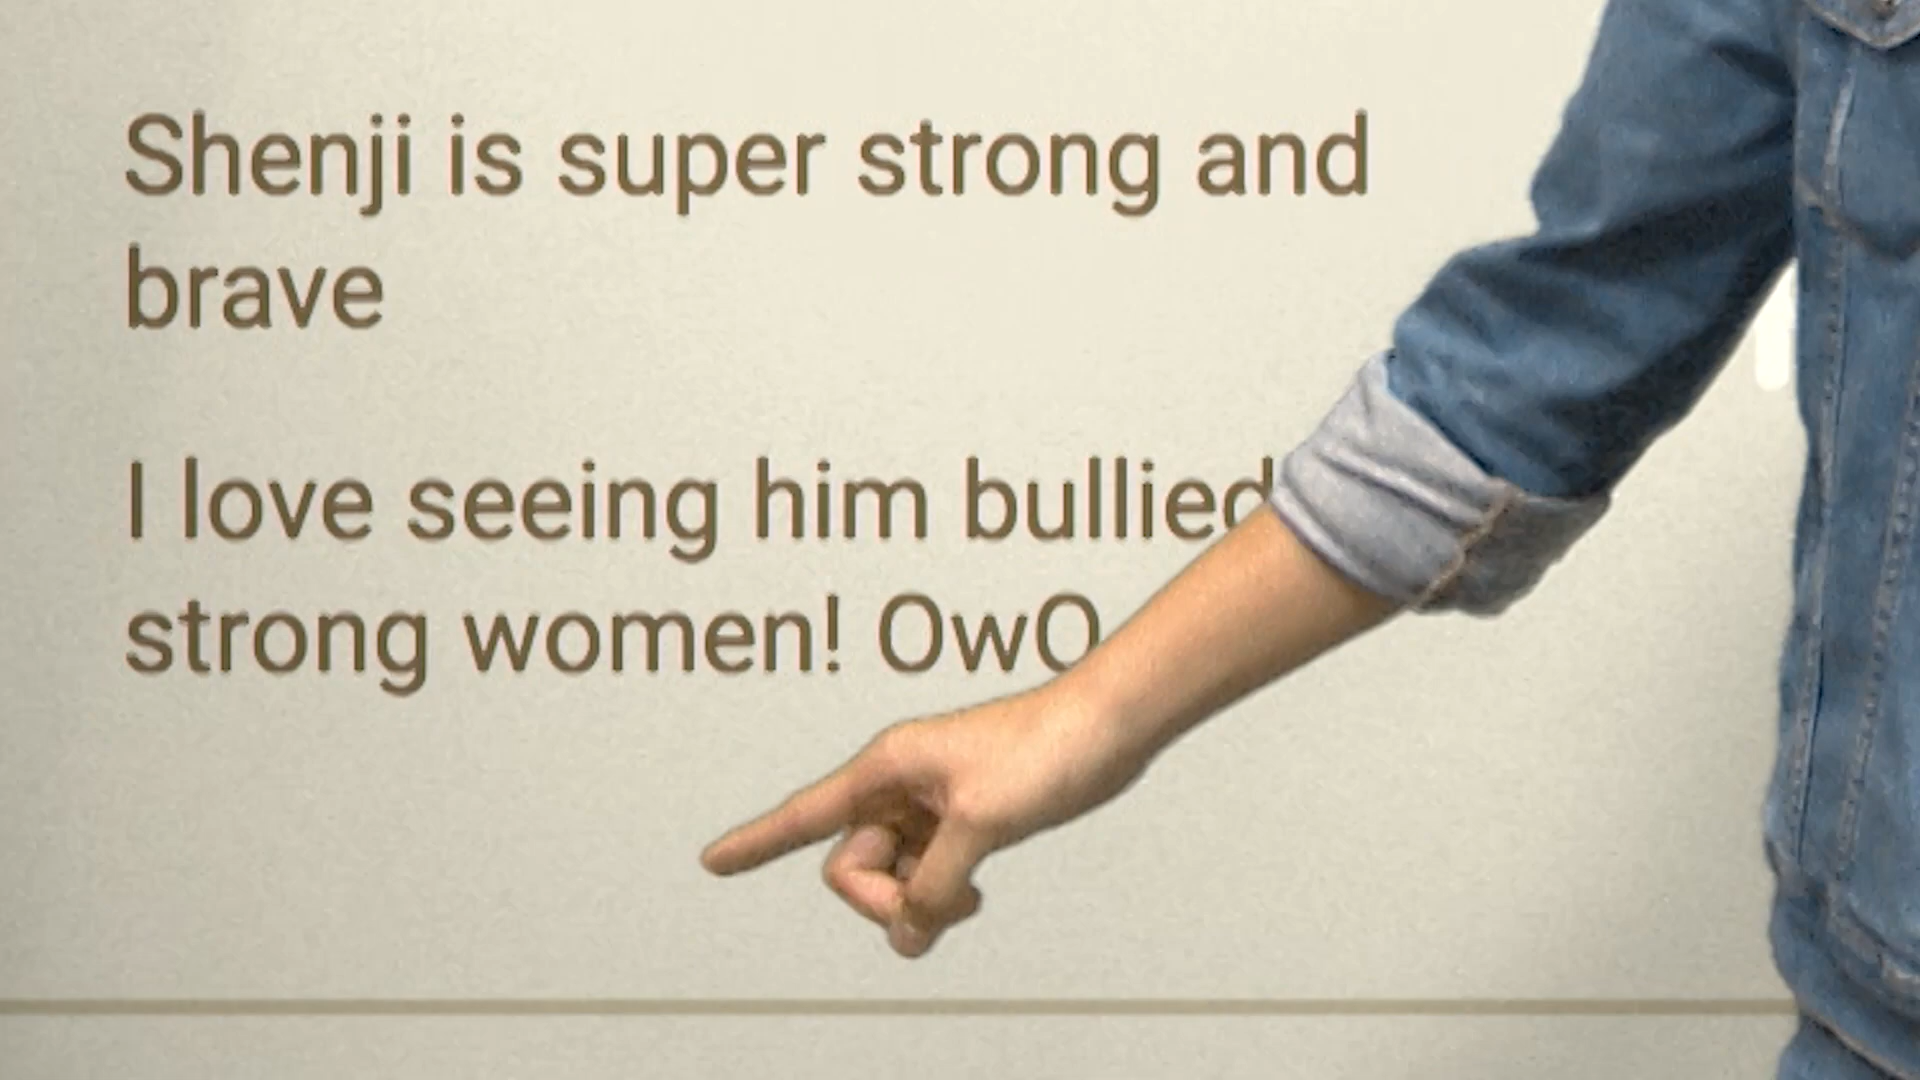 Shenji is super strong and
brave
I love seeing him bullied
strong women! OwO